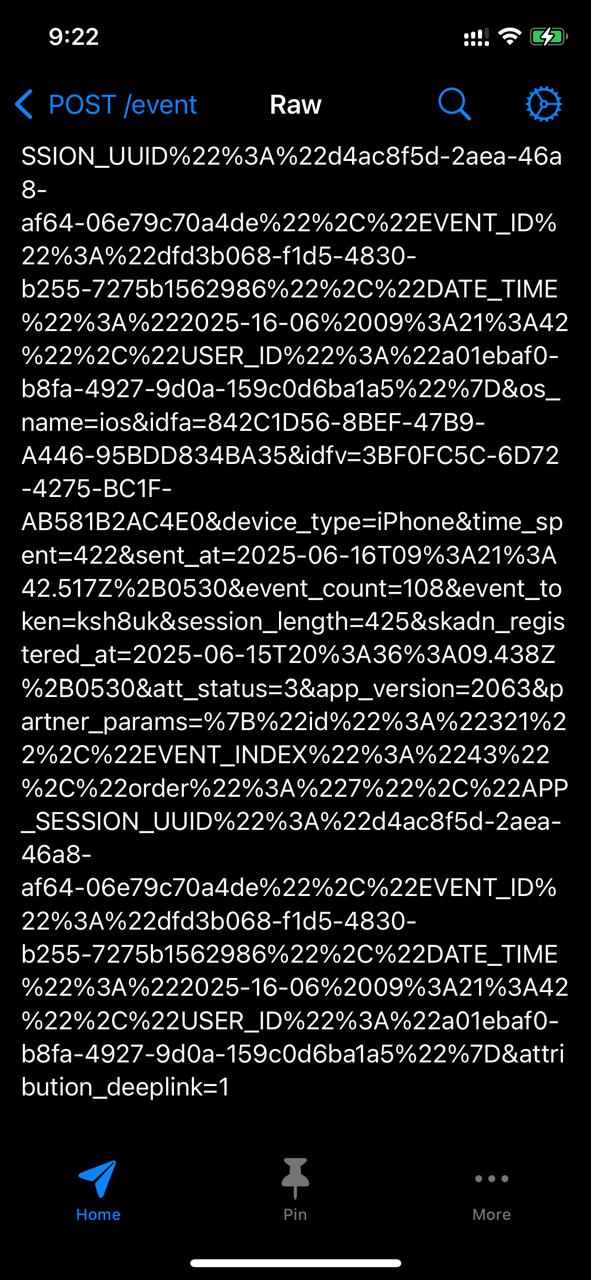 9:22
POST /event
Raw
SSION_UUID%22%3A%22d4ac8f5d-2aea-46a
8-
af64-06e79c70a4de%22%2C%22EVENT_ID%
22%3A%22dfd3b068-f1d5-4830-
b255-7275b1562986%22%2C%22DATE_TIME
%22%3A%222025-16-06%2009%3A21%3A42
%22%2C%22USER_ID%22%3A%22a01ebaf0-
b8fa-4927-9d0a-159c0d6ba1a5%22%7D&os_
name=ios&idfa=842C1D56-8BEF-47B9-
A446-95BDD834BA35&idfv=3BF0FC5C-6D72
-4275-BC1F-
AB581B2AC4E0&device_type=iPhone&time_sp
ent=422&sent_at=2025-06-16T09%3A21%3A
42.517Z%2B0530&event_count=108&event_to
ken=ksh8uk&session_length=425&skadn_regis
tered_at=2025-06-15T20%3A36%3A09.438Z
%2B0530&att_status=3&app_version=2063&p
artner_params=%7B%22id%22%3A%22321%2
2%2C%22EVENT_INDEX%22%3A%2243%22
%2C%22order%22%3A%227%22%2C%22APP
_SESSION_UUID%22%3A%22d4ac8f5d-2aea-
46a8-
af64-06e79c70a4de%22%2C%22EVENT_ID%
22%3A%22dfd3b068-f1d5-4830-
b255-7275b1562986%22%2C%22DATE_TIME
%22%3A%222025-16-06%2009%3A21%3A42
%22%2C%22USER_ID%22%3A%22a01ebaf0-
b8fa-4927-9d0a-159c0d6ba1a5%22%7D&attri
bution_deeplink=1
Home
Pin
More